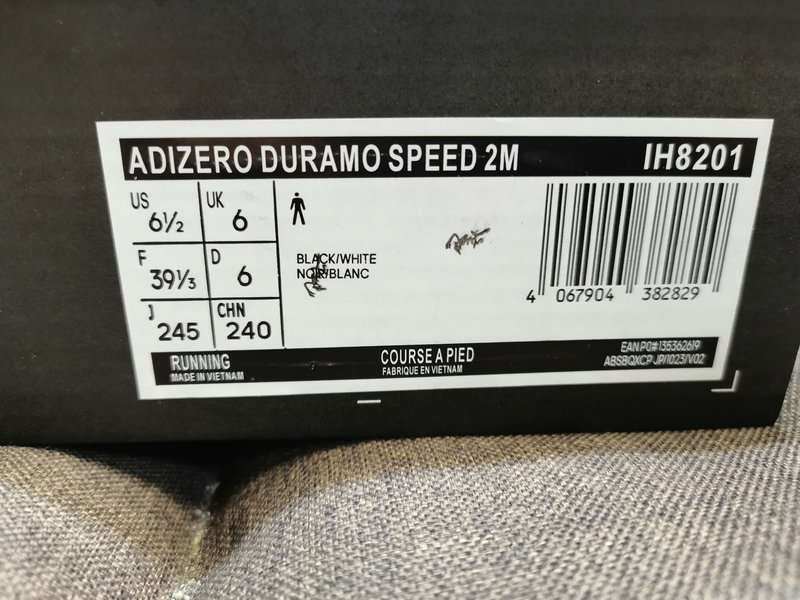 ADIZERO DURAMO SPEED 2M IH8201
US 6½ UK 6
F 39⅓ D 6
J 245 CHN 240
BLACK/WHITE
NOIR/BLANC
4 067904 382829
RUNNING
MADE IN VIETNAM
COURSE A PIED
FABRIQUE EN VIETNAM
EAN PO# 135362619
ABSBQXCP JP/1023/V02